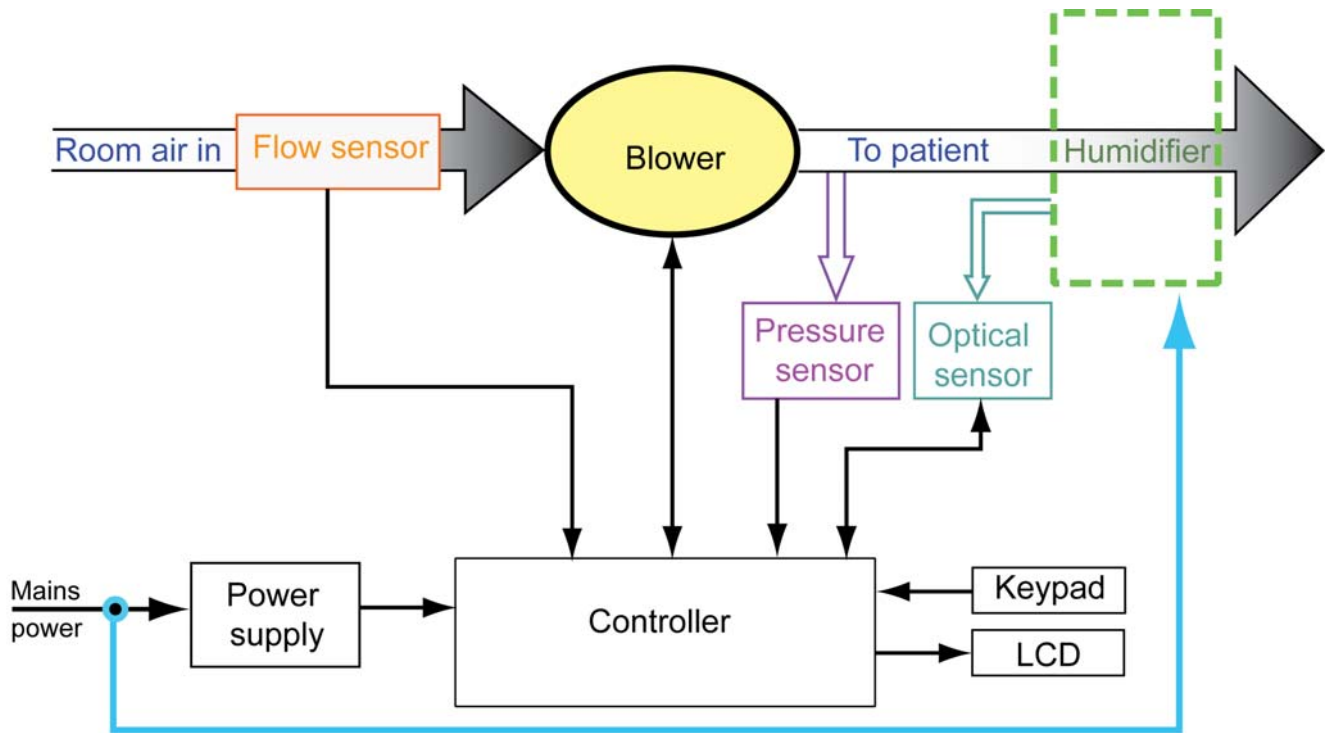 Room air in
Flow sensor
Blower
To patient
Humidifier
Pressure
sensor
Optical
sensor
Mains
power
Power
supply
Controller
Keypad
LCD